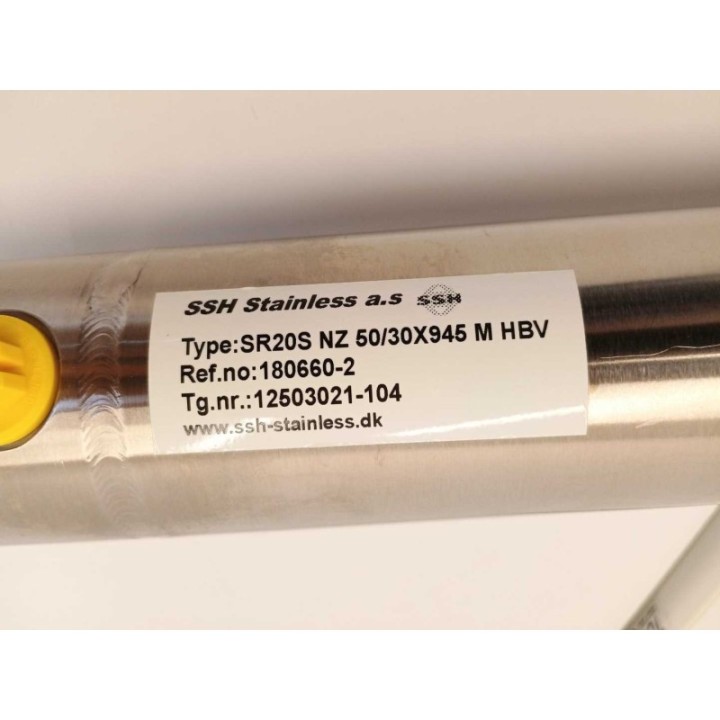 SSH Stainless a.s SSH
Type:SR20S NZ 50/30X945 M HBV
Ref.no:180660-2
Tg.nr.:12503021-104
www.ssh-stainless.dk